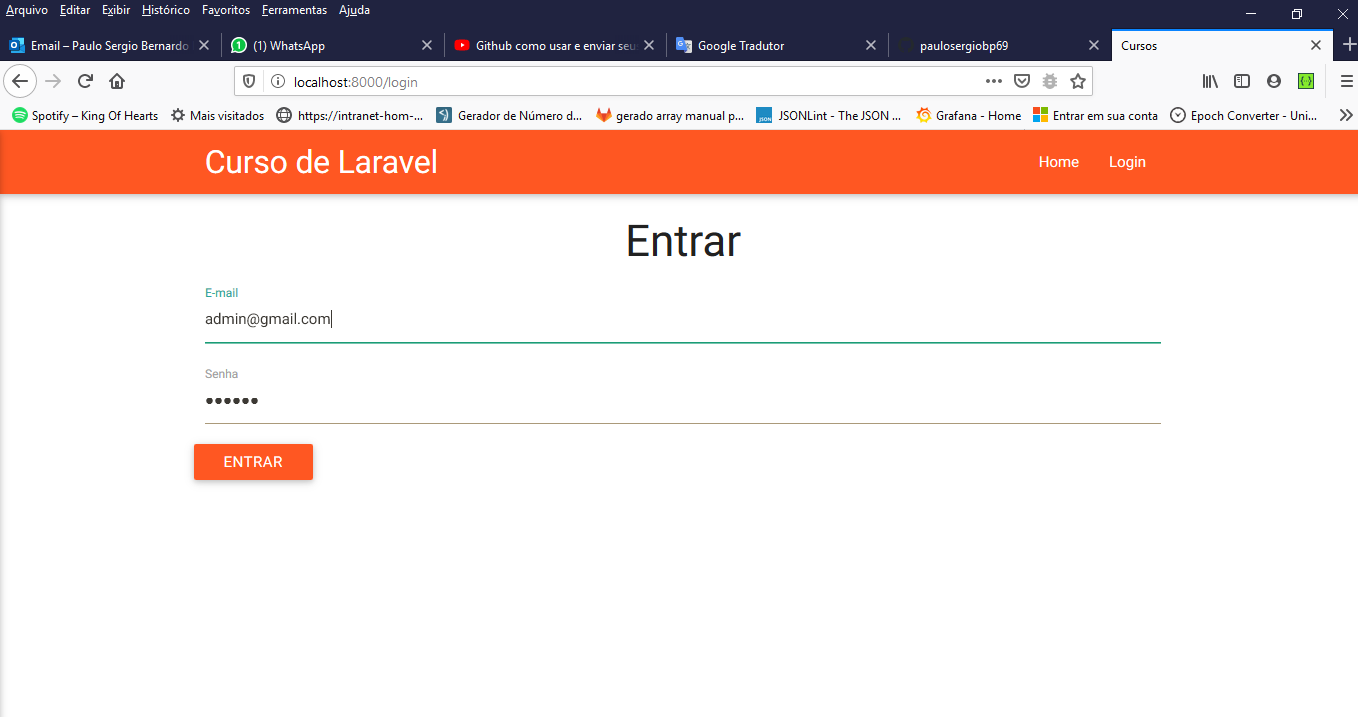 Arquivo Editar Exibir Histórico Favoritos Ferramentas Ajuda
Email – Paulo Sergio Bernardo (1) WhatsApp Github como usar e enviar seu Google Tradutor paulosergiobp69 Cursos
localhost:8000/login
Spotify – King Of Hearts Mais visitados https://intranet-hom-... Gerador de Número d... gerado array manual p... JSONLint - The JSON ... Grafana - Home Entrar em sua conta Epoch Converter - Uni...
Curso de Laravel Home Login
Entrar
E-mail
admin@gmail.com
Senha
••••••
ENTRAR